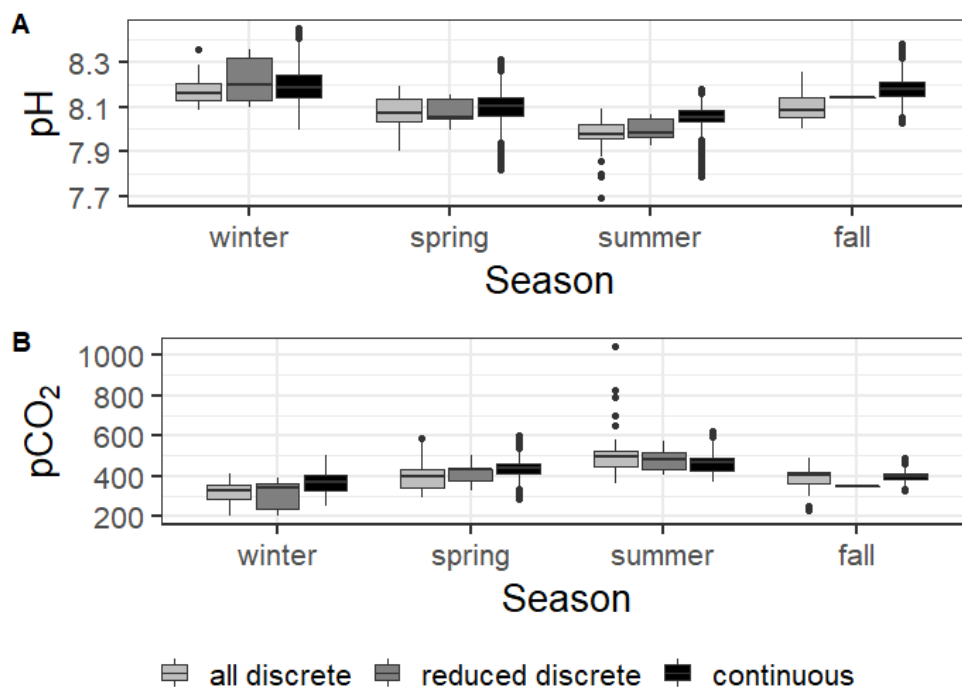 A
pH
8.3
8.1
7.9
7.7
winter spring summer fall
Season
B
pCO₂
1000
800
600
400
200
winter spring summer fall
Season
all discrete reduced discrete continuous